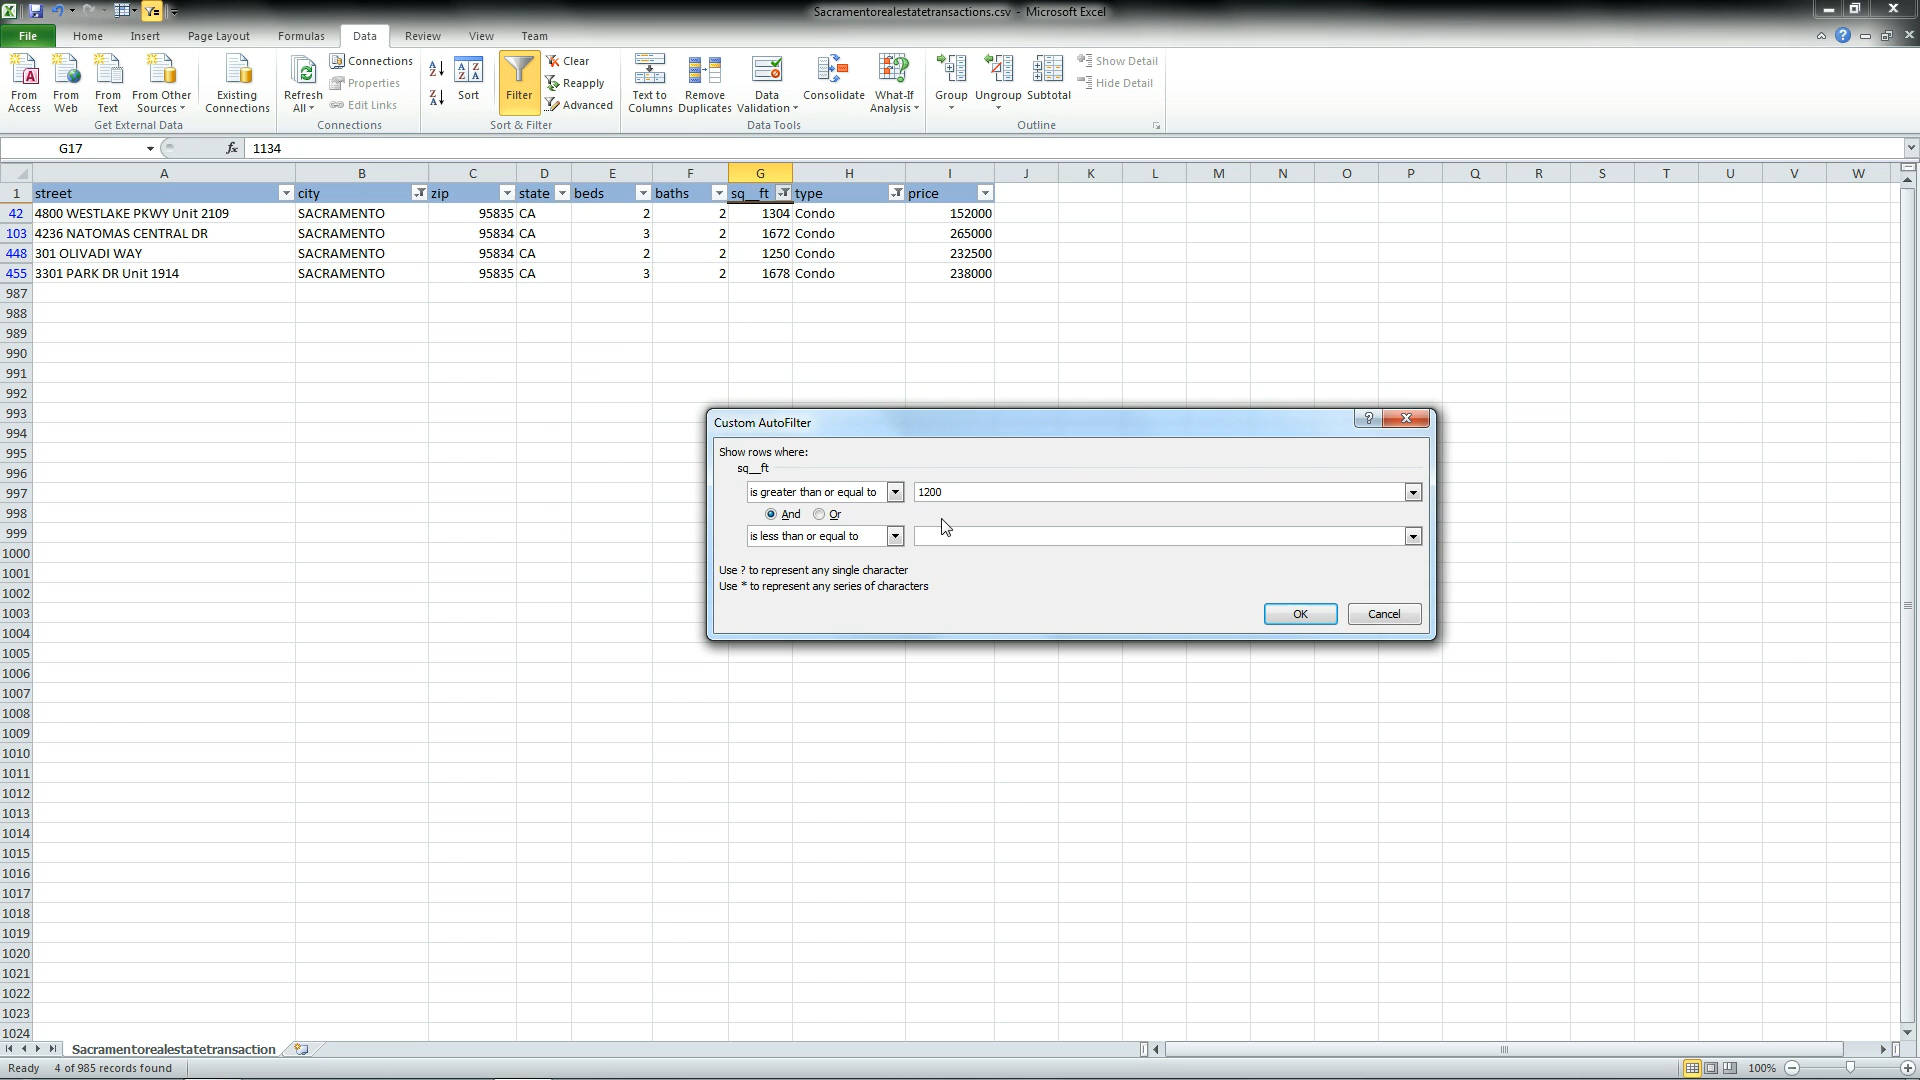 Sacramentorealestatetransactions.csv - Microsoft Excel
File Home Insert Page Layout Formulas Data Review View Team
From Access
From Web
From Text
From Other Sources
Existing Connections
Get External Data
Refresh All
Connections
Properties
Edit Links
Connections
Sort
Filter
Clear
Reapply
Advanced
Sort & Filter
Text to Columns
Remove Duplicates
Data Validation
Consolidate
What-If Analysis
Data Tools
Group
Ungroup
Subtotal
Show Detail
Hide Detail
Outline
G17 fx 1134
A B C D E F G H I J K L M N O P Q R S T U V W
1 street city zip state beds baths sq__ft type price
42 4800 WESTLAKE PKWY Unit 2109 SACRAMENTO 95835 CA 2 2 1304 Condo 152000
103 4236 NATOMAS CENTRAL DR SACRAMENTO 95834 CA 3 2 1672 Condo 265000
448 301 OLIVADI WAY SACRAMENTO 95834 CA 2 2 1250 Condo 232500
455 3301 PARK DR Unit 1914 SACRAMENTO 95835 CA 3 2 1678 Condo 238000
987
988
989
990
991
992
993
994
995
996
997
998
999
1000
1001
1002
1003
1004
1005
1006
1007
1008
1009
1010
1011
1012
1013
1014
1015
1016
1017
1018
1019
1020
1021
1022
1023
1024
Custom AutoFilter
Show rows where:
sq__ft
is greater than or equal to 1200
And Or
is less than or equal to
Use ? to represent any single character
Use * to represent any series of characters
OK Cancel
Sacramentorealestatetransaction
Ready 4 of 985 records found 100%